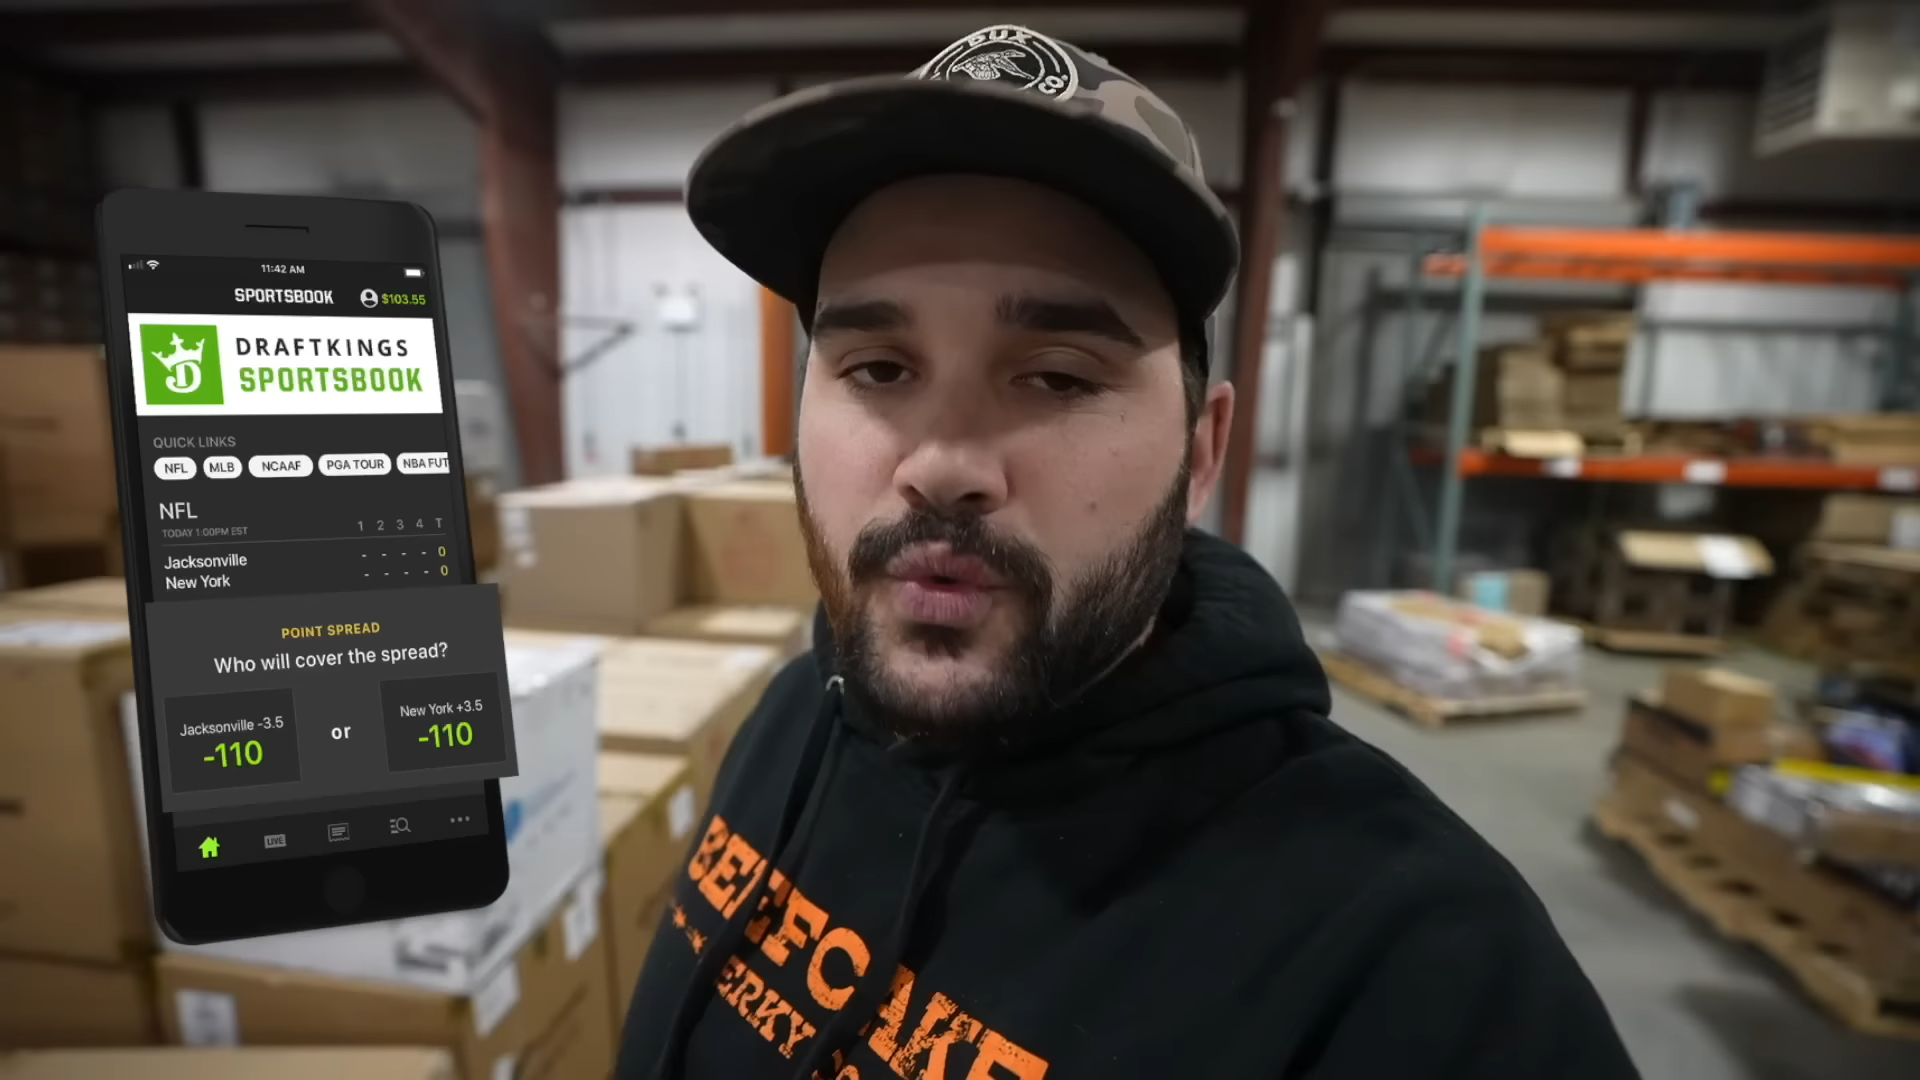 BUX
CO.
11:42 AM
SPORTSBOOK
$103.55
DRAFTKINGS
SPORTSBOOK
QUICK LINKS
NFL MLB NCAAF PGA TOUR NBA FUT
NFL
TODAY 1:00PM EST
1 2 3 4 T
Jacksonville - - - - 0
New York - - - - 0
POINT SPREAD
Who will cover the spread?
Jacksonville -3.5
-110
or
New York +3.5
-110
LIVE
BEEFCAKE
JERKY